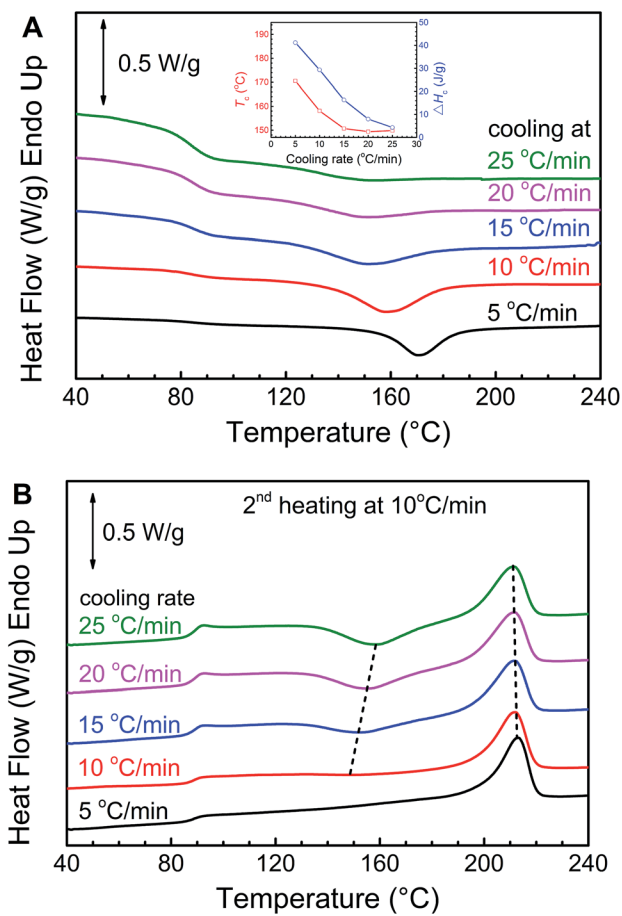 A
0.5 W/g
190
180
170
160
150
50
40
30
20
10
0
0 5 10 15 20 25 30
T_c (°C)
△H_c (J/g)
Cooling rate (°C/min)
cooling at
25 °C/min
20 °C/min
15 °C/min
10 °C/min
5 °C/min
Heat Flow (W/g) Endo Up
40 80 120 160 200 240
Temperature (°C)
B
2nd heating at 10°C/min
0.5 W/g
cooling rate
25 °C/min
20 °C/min
15 °C/min
10 °C/min
5 °C/min
Heat Flow (W/g) Endo Up
40 80 120 160 200 240
Temperature (°C)